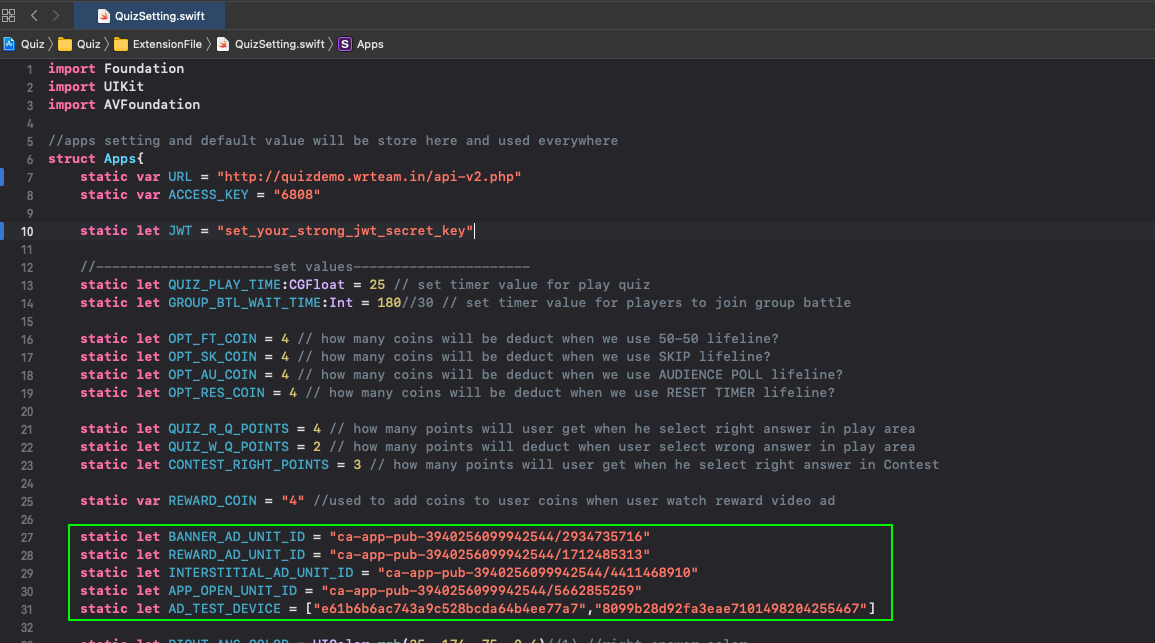 QuizSetting.swift
Quiz Quiz ExtensionFile QuizSetting.swift S Apps
1 import Foundation
2 import UIKit
3 import AVFoundation
4
5 //apps setting and default value will be store here and used everywhere
6 struct Apps{
7 static var URL = "http://quizdemo.wrteam.in/api-v2.php"
8 static var ACCESS_KEY = "6808"
9
10 static let JWT = "set_your_strong_jwt_secret_key"
11
12 //----------------------set values----------------------
13 static let QUIZ_PLAY_TIME:CGFloat = 25 // set timer value for play quiz
14 static let GROUP_BTL_WAIT_TIME:Int = 180//30 // set timer value for players to join group battle
15
16 static let OPT_FT_COIN = 4 // how many coins will be deduct when we use 50-50 lifeline?
17 static let OPT_SK_COIN = 4 // how many coins will be deduct when we use SKIP lifeline?
18 static let OPT_AU_COIN = 4 // how many coins will be deduct when we use AUDIENCE POLL lifeline?
19 static let OPT_RES_COIN = 4 // how many coins will be deduct when we use RESET TIMER lifeline?
20
21 static let QUIZ_R_Q_POINTS = 4 // how many points will user get when he select right answer in play area
22 static let QUIZ_W_Q_POINTS = 2 // how many points will deduct when user select wrong answer in play area
23 static let CONTEST_RIGHT_POINTS = 3 // how many points will user get when he select right answer in Contest
24
25 static var REWARD_COIN = "4" //used to add coins to user coins when user watch reward video ad
26
27 static let BANNER_AD_UNIT_ID = "ca-app-pub-3940256099942544/2934735716"
28 static let REWARD_AD_UNIT_ID = "ca-app-pub-3940256099942544/1712485313"
29 static let INTERSTITIAL_AD_UNIT_ID = "ca-app-pub-3940256099942544/4411468910"
30 static let APP_OPEN_UNIT_ID = "ca-app-pub-3940256099942544/5662855259"
31 static let AD_TEST_DEVICE = ["e61b6b6ac743a9c528bcda64b4ee77a7","8099b28d92fa3eae7101498204255467"]
32